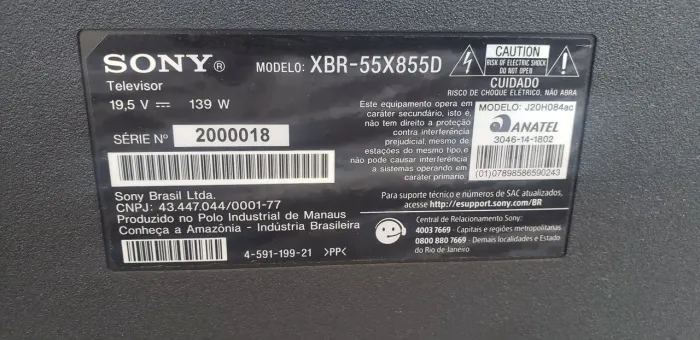 SONY®
MODELO: XBR-55X855D
Televisor
19,5 V 139 W
SÉRIE Nº 2000018
Sony Brasil Ltda.
CNPJ: 43.447.044/0001-77
Produzido no Polo Industrial de Manaus
Conheça a Amazônia - Indústria Brasileira
4-591-199-21 >PP<
CAUTION
RISK OF ELECTRIC SHOCK
DO NOT OPEN
CUIDADO
RISCO DE CHOQUE ELÉTRICO, NÃO ABRA
Este equipamento opera em
caráter secundário, isto é,
não tem direito a proteção
contra interferência
prejudicial, mesmo de
estações do mesmo tipo, e
não pode causar interferência
a sistemas operando em
caráter primário.
MODELO: J20H084ac
ANATEL
3046-14-1802
(01)07898586590243
Para suporte técnico e números de SAC atualizados,
acesse http://esupport.sony.com/BR
Central de Relacionamento Sony:
4003 7669 - Capitais e regiões metropolitanas
0800 880 7669 - Demais localidades e Estado
do Rio de Janeiro